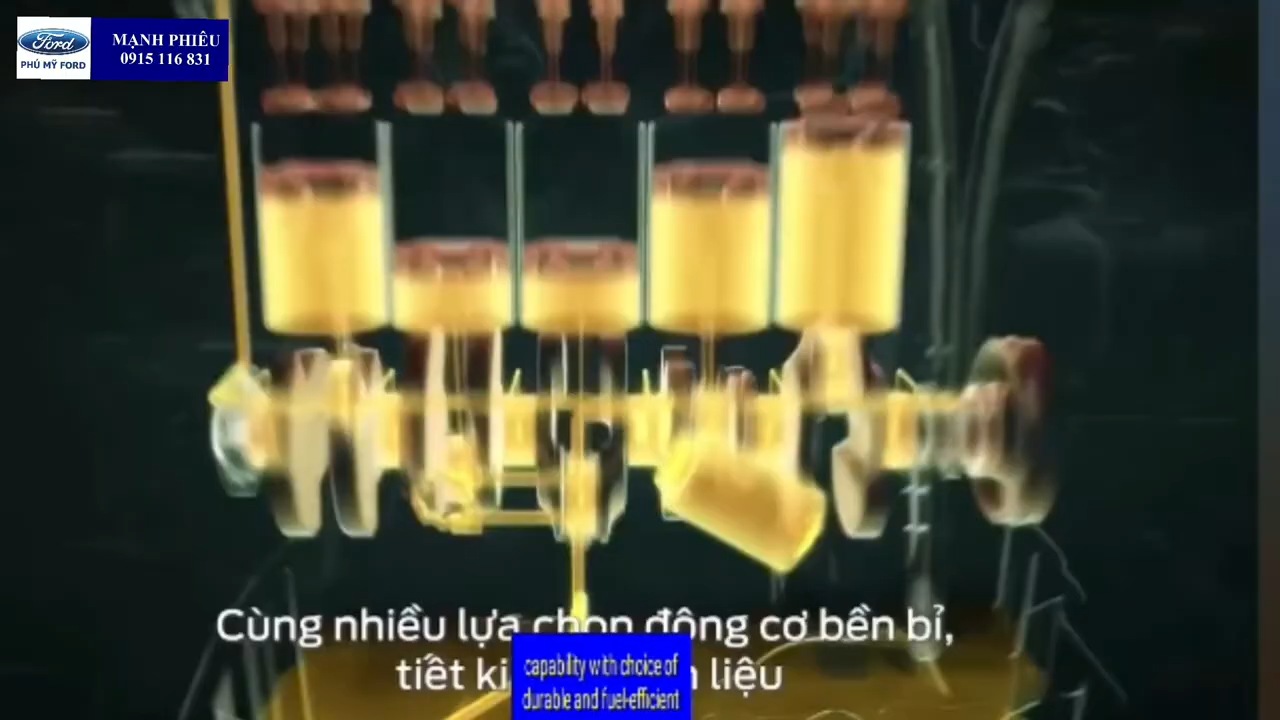 Ford
PHÚ MỸ FORD
MẠNH PHIÊU
0915 116 831
Cùng nhiều lựa chọn động cơ bền bỉ,
tiết ki liệu
capability with choice of
durable and fuel-efficient